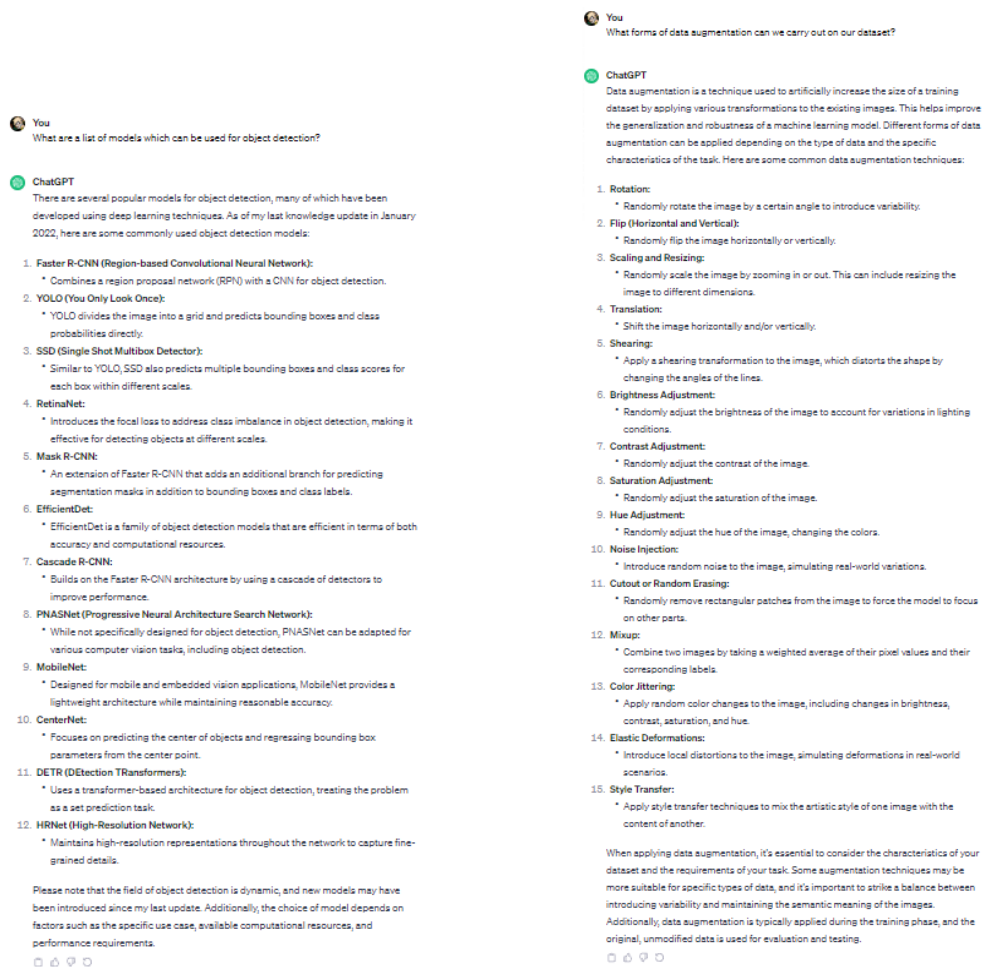 You
What are a list of models which can be used for object detection?
ChatGPT
There are several popular models for object detection, many of which have been
developed using deep learning techniques. As of my last knowledge update in January
2022, here are some commonly used object detection models:
1. Faster R-CNN (Region-based Convolutional Neural Network):
• Combines a region proposal network (RPN) with a CNN for object detection.
2. YOLO (You Only Look Once):
• YOLO divides the image into a grid and predicts bounding boxes and class
probabilities directly.
3. SSD (Single Shot Multibox Detector):
• Similar to YOLO, SSD also predicts multiple bounding boxes and class scores for
each box within different scales.
4. RetinaNet:
• Introduces the focal loss to address class imbalance in object detection, making it
effective for detecting objects at different scales.
5. Mask R-CNN:
• An extension of Faster R-CNN that adds an additional branch for predicting
segmentation masks in addition to bounding boxes and class labels.
6. EfficientDet:
• EfficientDet is a family of object detection models that are efficient in terms of both
accuracy and computational resources.
7. Cascade R-CNN:
• Builds on the Faster R-CNN architecture by using a cascade of detectors to
improve performance.
8. PNASNet (Progressive Neural Architecture Search Network):
• While not specifically designed for object detection, PNASNet can be adapted for
various computer vision tasks, including object detection.
9. MobileNet:
• Designed for mobile and embedded vision applications, MobileNet provides a
lightweight architecture while maintaining reasonable accuracy.
10. CenterNet:
• Focuses on predicting the center of objects and regressing bounding box
parameters from the center point.
11. DETR (DEtection TRansformers):
• Uses a transformer-based architecture for object detection, treating the problem
as a set prediction task.
12. HRNet (High-Resolution Network):
• Maintains high-resolution representations throughout the network to capture fine-
grained details.
Please note that the field of object detection is dynamic, and new models may have
been introduced since my last update. Additionally, the choice of model depends on
factors such as the specific use case, available computational resources, and
performance requirements.
You
What forms of data augmentation can we carry out on our dataset?
ChatGPT
Data augmentation is a technique used to artificially increase the size of a training
dataset by applying various transformations to the existing images. This helps improve
the generalization and robustness of a machine learning model. Different forms of data
augmentation can be applied depending on the type of data and the specific
characteristics of the task. Here are some common data augmentation techniques:
1. Rotation:
• Randomly rotate the image by a certain angle to introduce variability.
2. Flip (Horizontal and Vertical):
• Randomly flip the image horizontally or vertically.
3. Scaling and Resizing:
• Randomly scale the image by zooming in or out. This can include resizing the
image to different dimensions.
4. Translation:
• Shift the image horizontally and/or vertically.
5. Shearing:
• Apply a shearing transformation to the image, which distorts the shape by
changing the angles of the lines.
6. Brightness Adjustment:
• Randomly adjust the brightness of the image to account for variations in lighting
conditions.
7. Contrast Adjustment:
• Randomly adjust the contrast of the image.
8. Saturation Adjustment:
• Randomly adjust the saturation of the image.
9. Hue Adjustment:
• Randomly adjust the hue of the image, changing the colors.
10. Noise Injection:
• Introduce random noise to the image, simulating real-world variations.
11. Cutout or Random Erasing:
• Randomly remove rectangular patches from the image to force the model to focus
on other parts.
12. Mixup:
• Combine two images by taking a weighted average of their pixel values and their
corresponding labels.
13. Color Jittering:
• Apply random color changes to the image, including changes in brightness,
contrast, saturation, and hue.
14. Elastic Deformations:
• Introduce local distortions to the image, simulating deformations in real-world
scenarios.
15. Style Transfer:
• Apply style transfer techniques to mix the artistic style of one image with the
content of another.
When applying data augmentation, it's essential to consider the characteristics of your
dataset and the requirements of your task. Some augmentation techniques may be
more suitable for specific types of data, and it's important to strike a balance between
introducing variability and maintaining the semantic meaning of the images.
Additionally, data augmentation is typically applied during the training phase, and the
original, unmodified data is used for evaluation and testing.